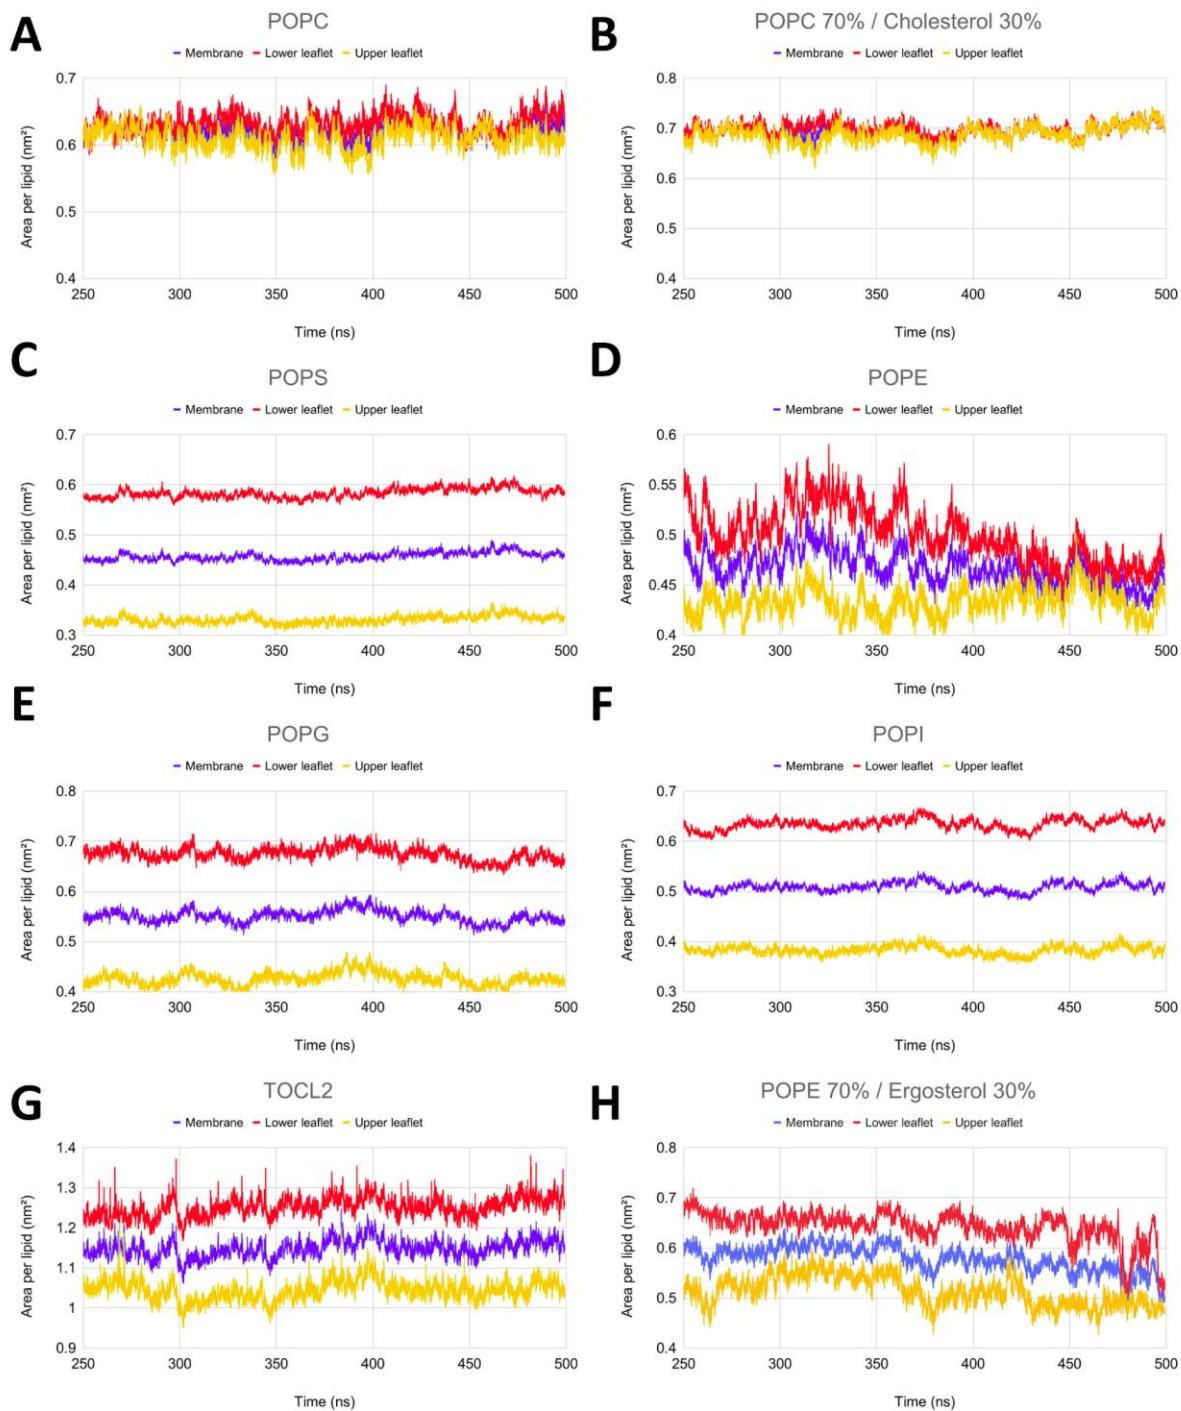 A
POPC
Membrane Lower leaflet Upper leaflet
Area per lipid (nm²)
0.7
0.6
0.5
0.4
250 300 350 400 450 500
Time (ns)
B
POPC 70% / Cholesterol 30%
Membrane Lower leaflet Upper leaflet
Area per lipid (nm²)
0.8
0.7
0.6
0.5
0.4
250 300 350 400 450 500
Time (ns)
C
POPS
Membrane Lower leaflet Upper leaflet
Area per lipid (nm²)
0.7
0.6
0.5
0.4
0.3
250 300 350 400 450 500
Time (ns)
D
POPE
Membrane Lower leaflet Upper leaflet
Area per lipid (nm²)
0.6
0.55
0.5
0.45
0.4
250 300 350 400 450 500
Time (ns)
E
POPG
Membrane Lower leaflet Upper leaflet
Area per lipid (nm²)
0.8
0.7
0.6
0.5
0.4
250 300 350 400 450 500
Time (ns)
F
POPI
Membrane Lower leaflet Upper leaflet
Area per lipid (nm²)
0.7
0.6
0.5
0.4
0.3
250 300 350 400 450 500
Time (ns)
G
TOCL2
Membrane Lower leaflet Upper leaflet
Area per lipid (nm²)
1.4
1.3
1.2
1.1
1
0.9
250 300 350 400 450 500
Time (ns)
H
POPE 70% / Ergosterol 30%
Membrane Lower leaflet Upper leaflet
Area per lipid (nm²)
0.8
0.7
0.6
0.5
0.4
250 300 350 400 450 500
Time (ns)